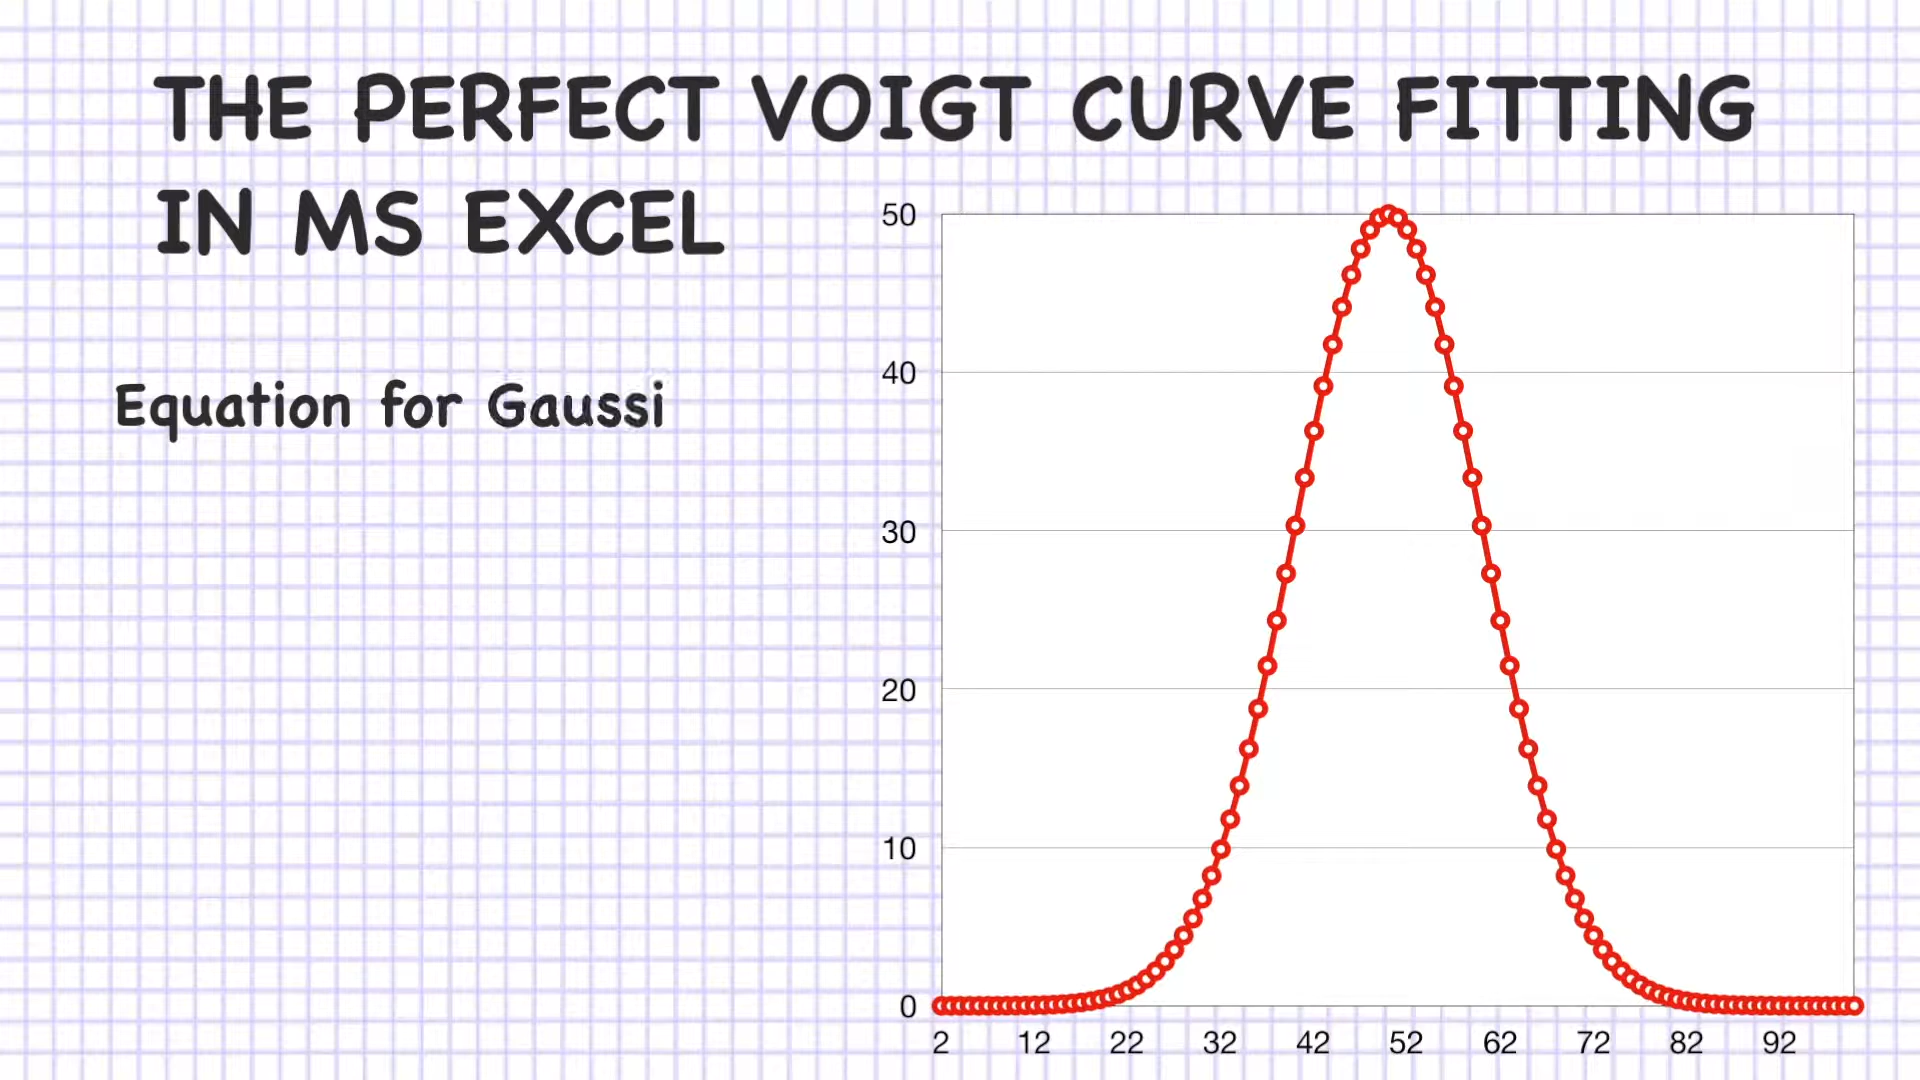 THE PERFECT VOIGT CURVE FITTING
IN MS EXCEL
Equation for Gaussi
50
40
30
20
10
0
2 12 22 32 42 52 62 72 82 92